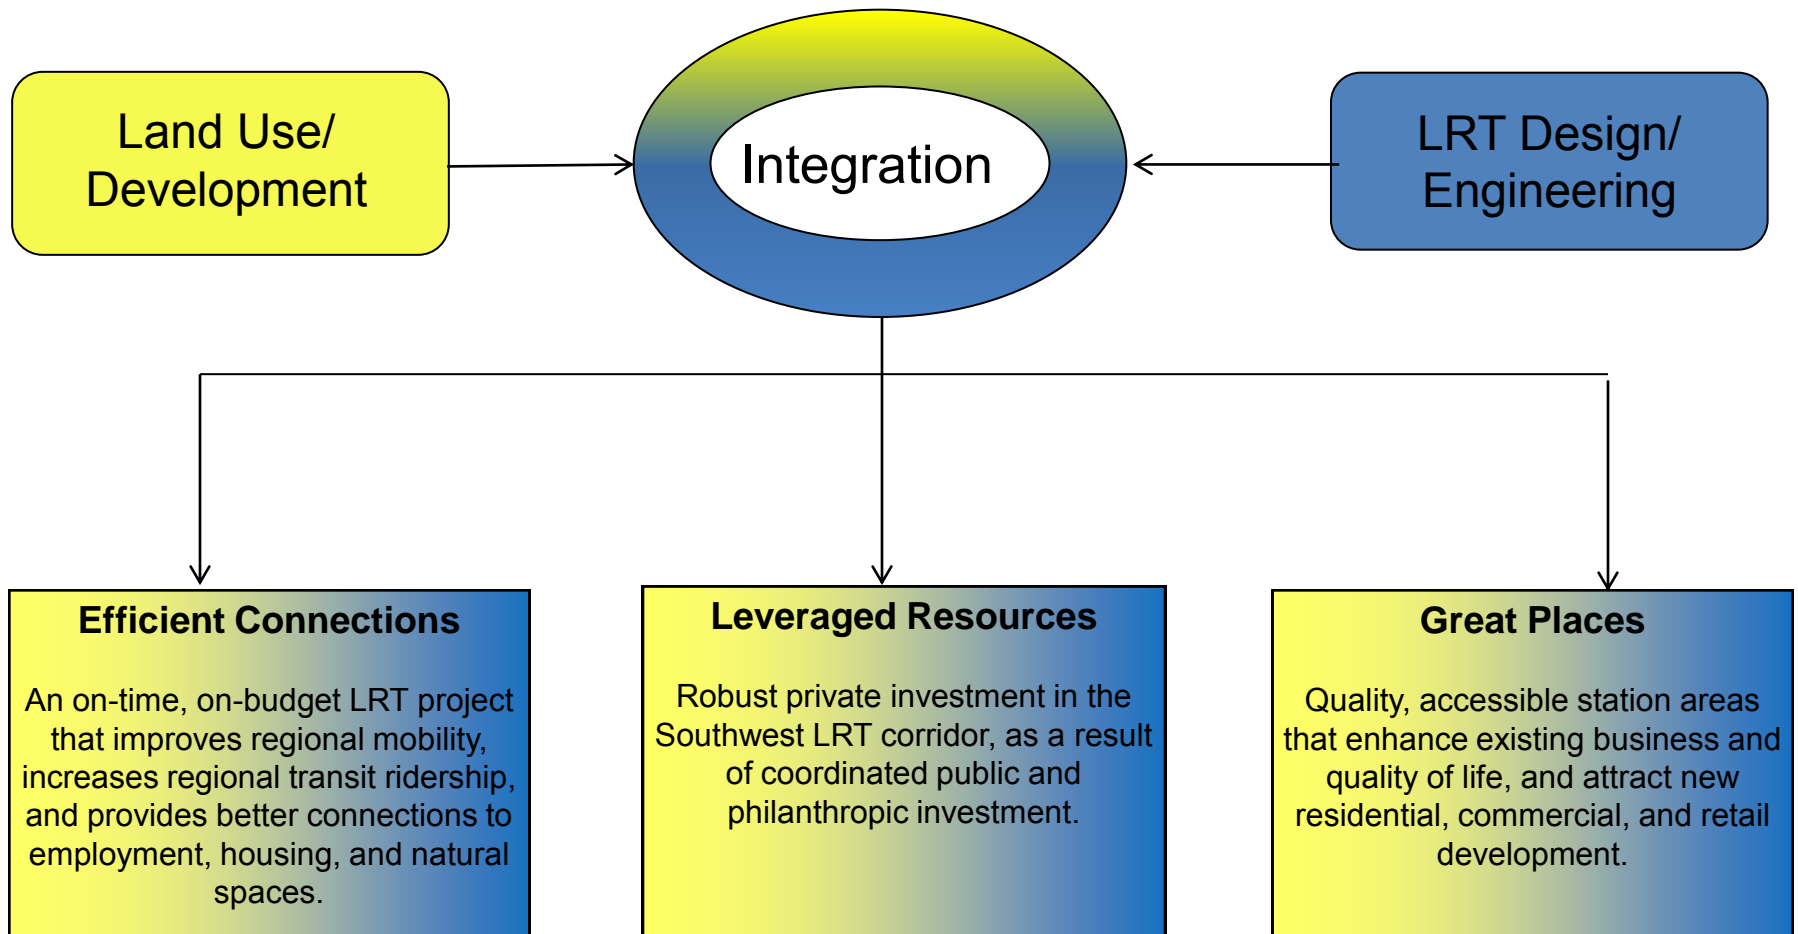 Land Use/
Development
Integration
LRT Design/
Engineering
Efficient Connections
An on-time, on-budget LRT project
that improves regional mobility,
increases regional transit ridership,
and provides better connections to
employment, housing, and natural
spaces.
Leveraged Resources
Robust private investment in the
Southwest LRT corridor, as a result
of coordinated public and
philanthropic investment.
Great Places
Quality, accessible station areas
that enhance existing business and
quality of life, and attract new
residential, commercial, and retail
development.